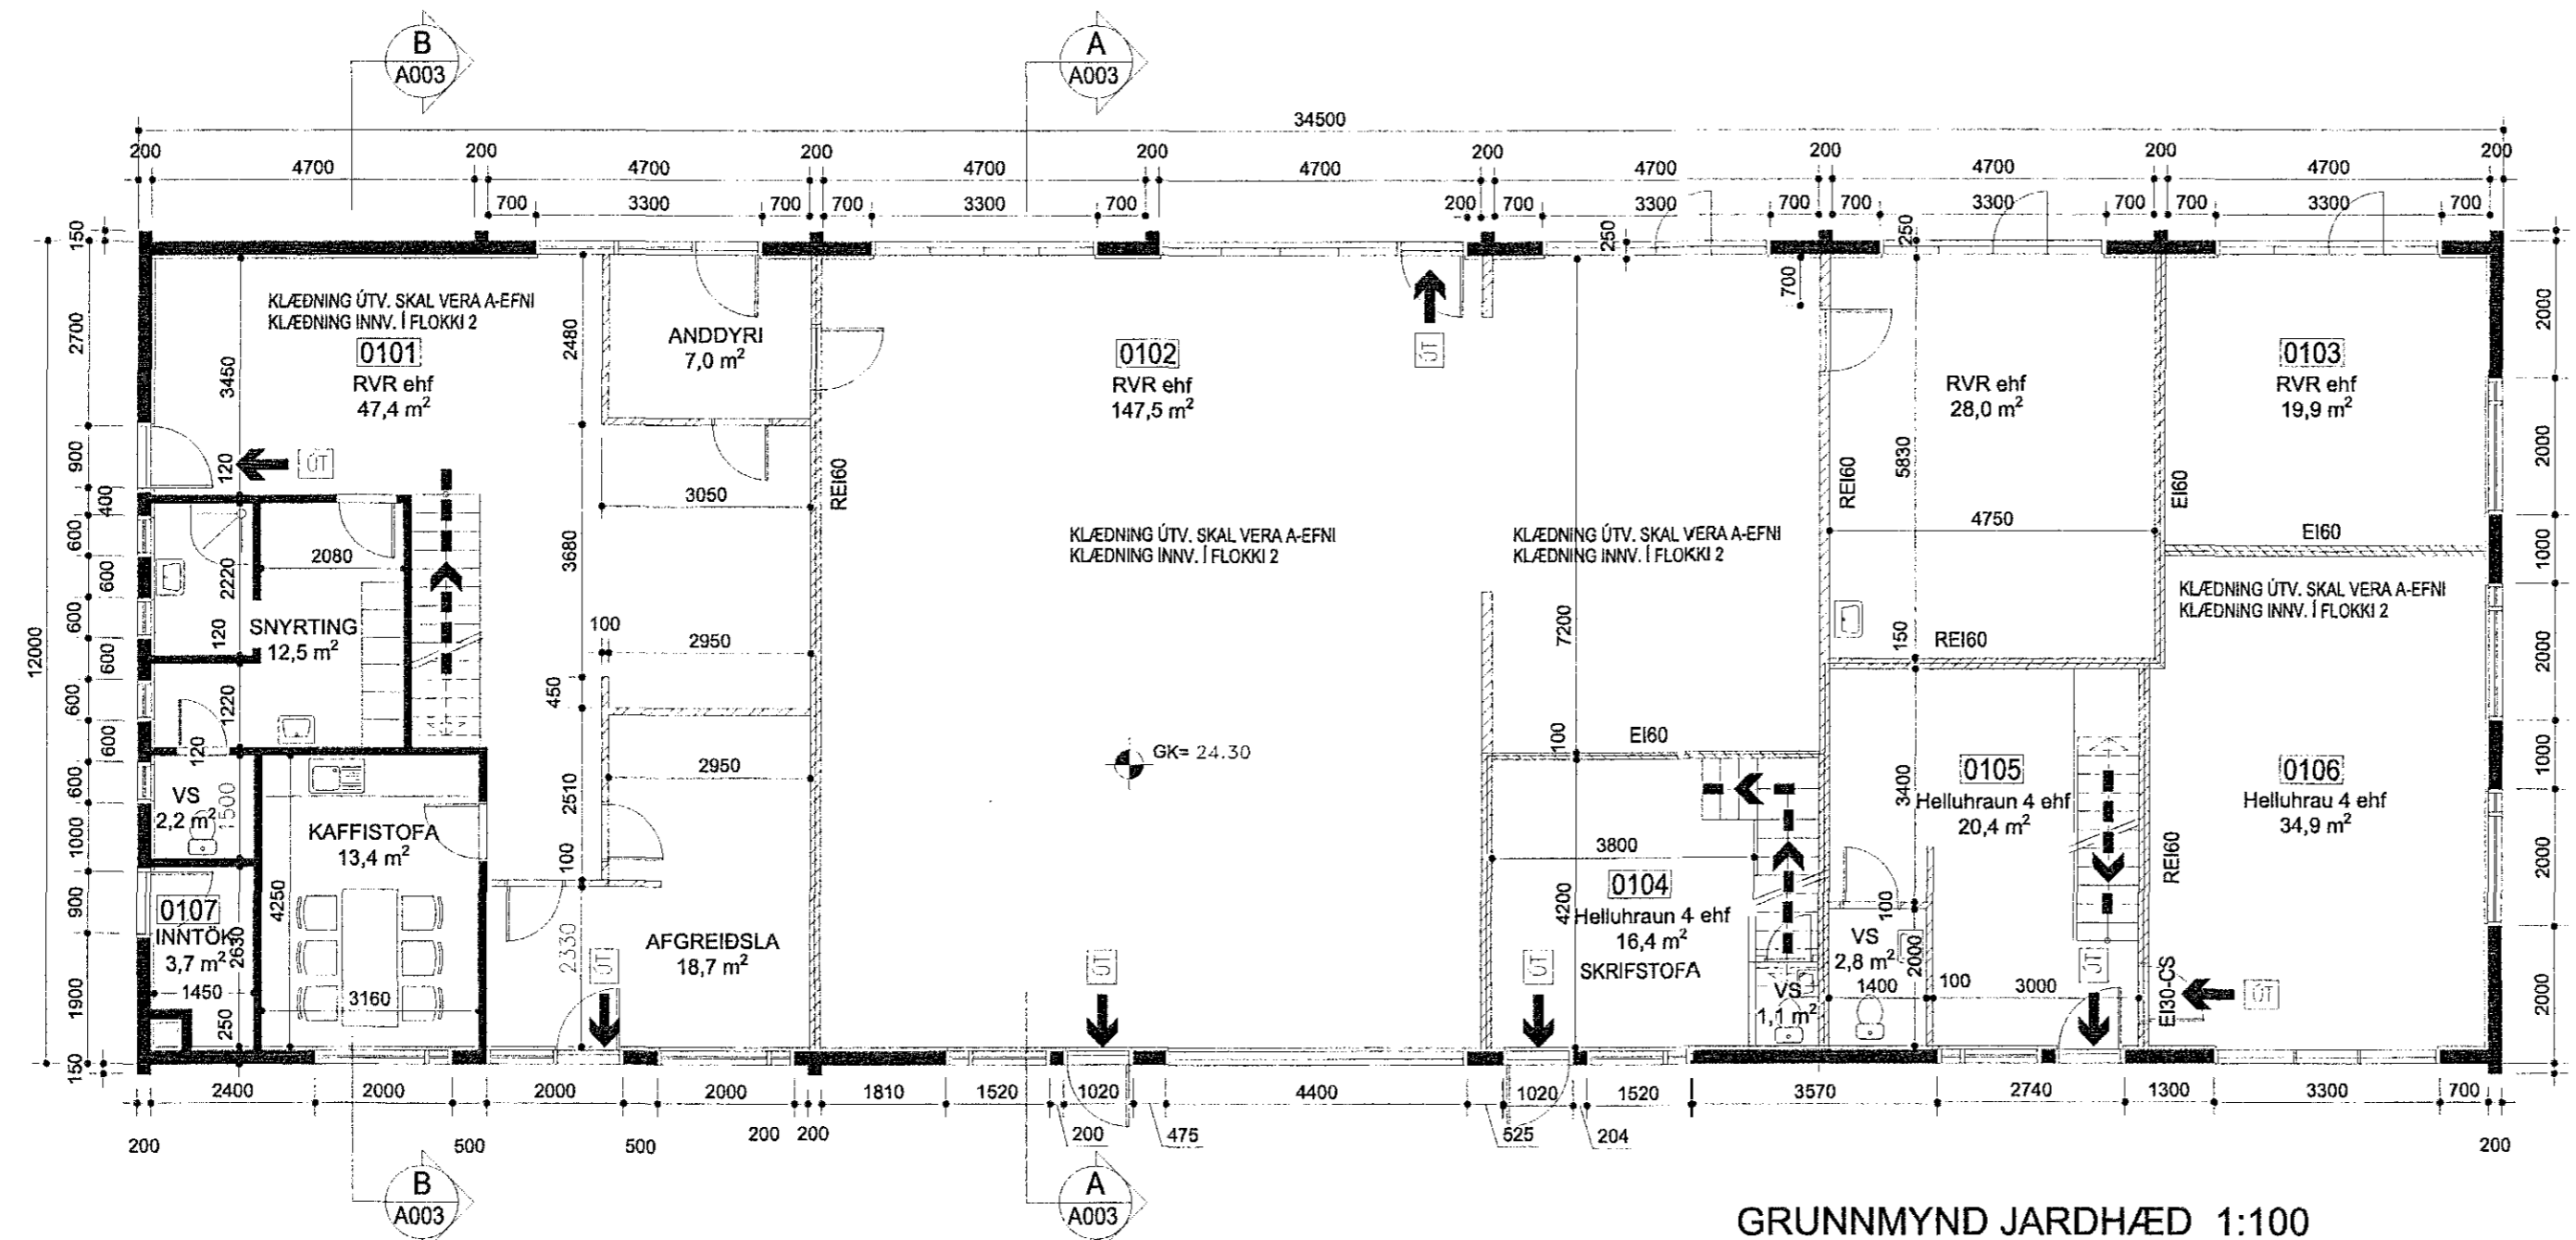 B
A003
A
A003
34500
200 200 200 200 200 200 200 200
4700 4700 4700 4700 4700 4700 4700
700 3300 700 700 3300 700 200 700 3300 700 700 3300 700 700 3300 700
150
2700
900
400
600
600
600
600
600
600
600
1000
900
1900
150
12000
250
250
700
2000
2000
1000
2000
1000
2000
2000
KLÆÐNING ÚTV. SKAL VERA A-EFNI
KLÆÐNING INNV. Í FLOKKI 2
0101
RVR ehf
47,4 m²
3450
120
ÚT
2480
ANDDYRI
7,0 m²
3050
3680
REI60
0102
RVR ehf
147,5 m²
ÚT
KLÆÐNING ÚTV. SKAL VERA A-EFNI
KLÆÐNING INNV. Í FLOKKI 2
KLÆÐNING ÚTV. SKAL VERA A-EFNI
KLÆÐNING INNV. Í FLOKKI 2
RVR ehf
28,0 m²
REI60
5830
4750
150
REI60
0103
RVR ehf
19,9 m²
EI60
EI60
KLÆÐNING ÚTV. SKAL VERA A-EFNI
KLÆÐNING INNV. Í FLOKKI 2
2080
2220
120
SNYRTING
12,5 m²
1220
120
100
2950
450
2950
2510
100
7200
100
EI60
GK= 24.30
VS
2,2 m²
1500
KAFFISTOFA
13,4 m²
4250
3160
0107
INNTÖK
3,7 m²
2630
1450
250
2330
ÚT
AFGREIÐSLA
18,7 m²
ÚT
ÚT
3800
4200
0104
Helluhraun 4 ehf
16,4 m²
SKRIFSTOFA
VS
1,1 m²
3400
0105
Helluhraun 4 ehf
20,4 m²
100
VS
2,8 m²
2000
1400
100
3000
ÚT
REI60
EI30-CS
ÚT
0106
Helluhrau 4 ehf
34,9 m²
2400 2000 2000 2000 1810 1520 1020 4400 1020 1520 3570 2740 1300 3300 700
200 500 500 200 200 200 475 525 204 200
B
A003
A
A003
GRUNNMYND JARDHÆD 1:100